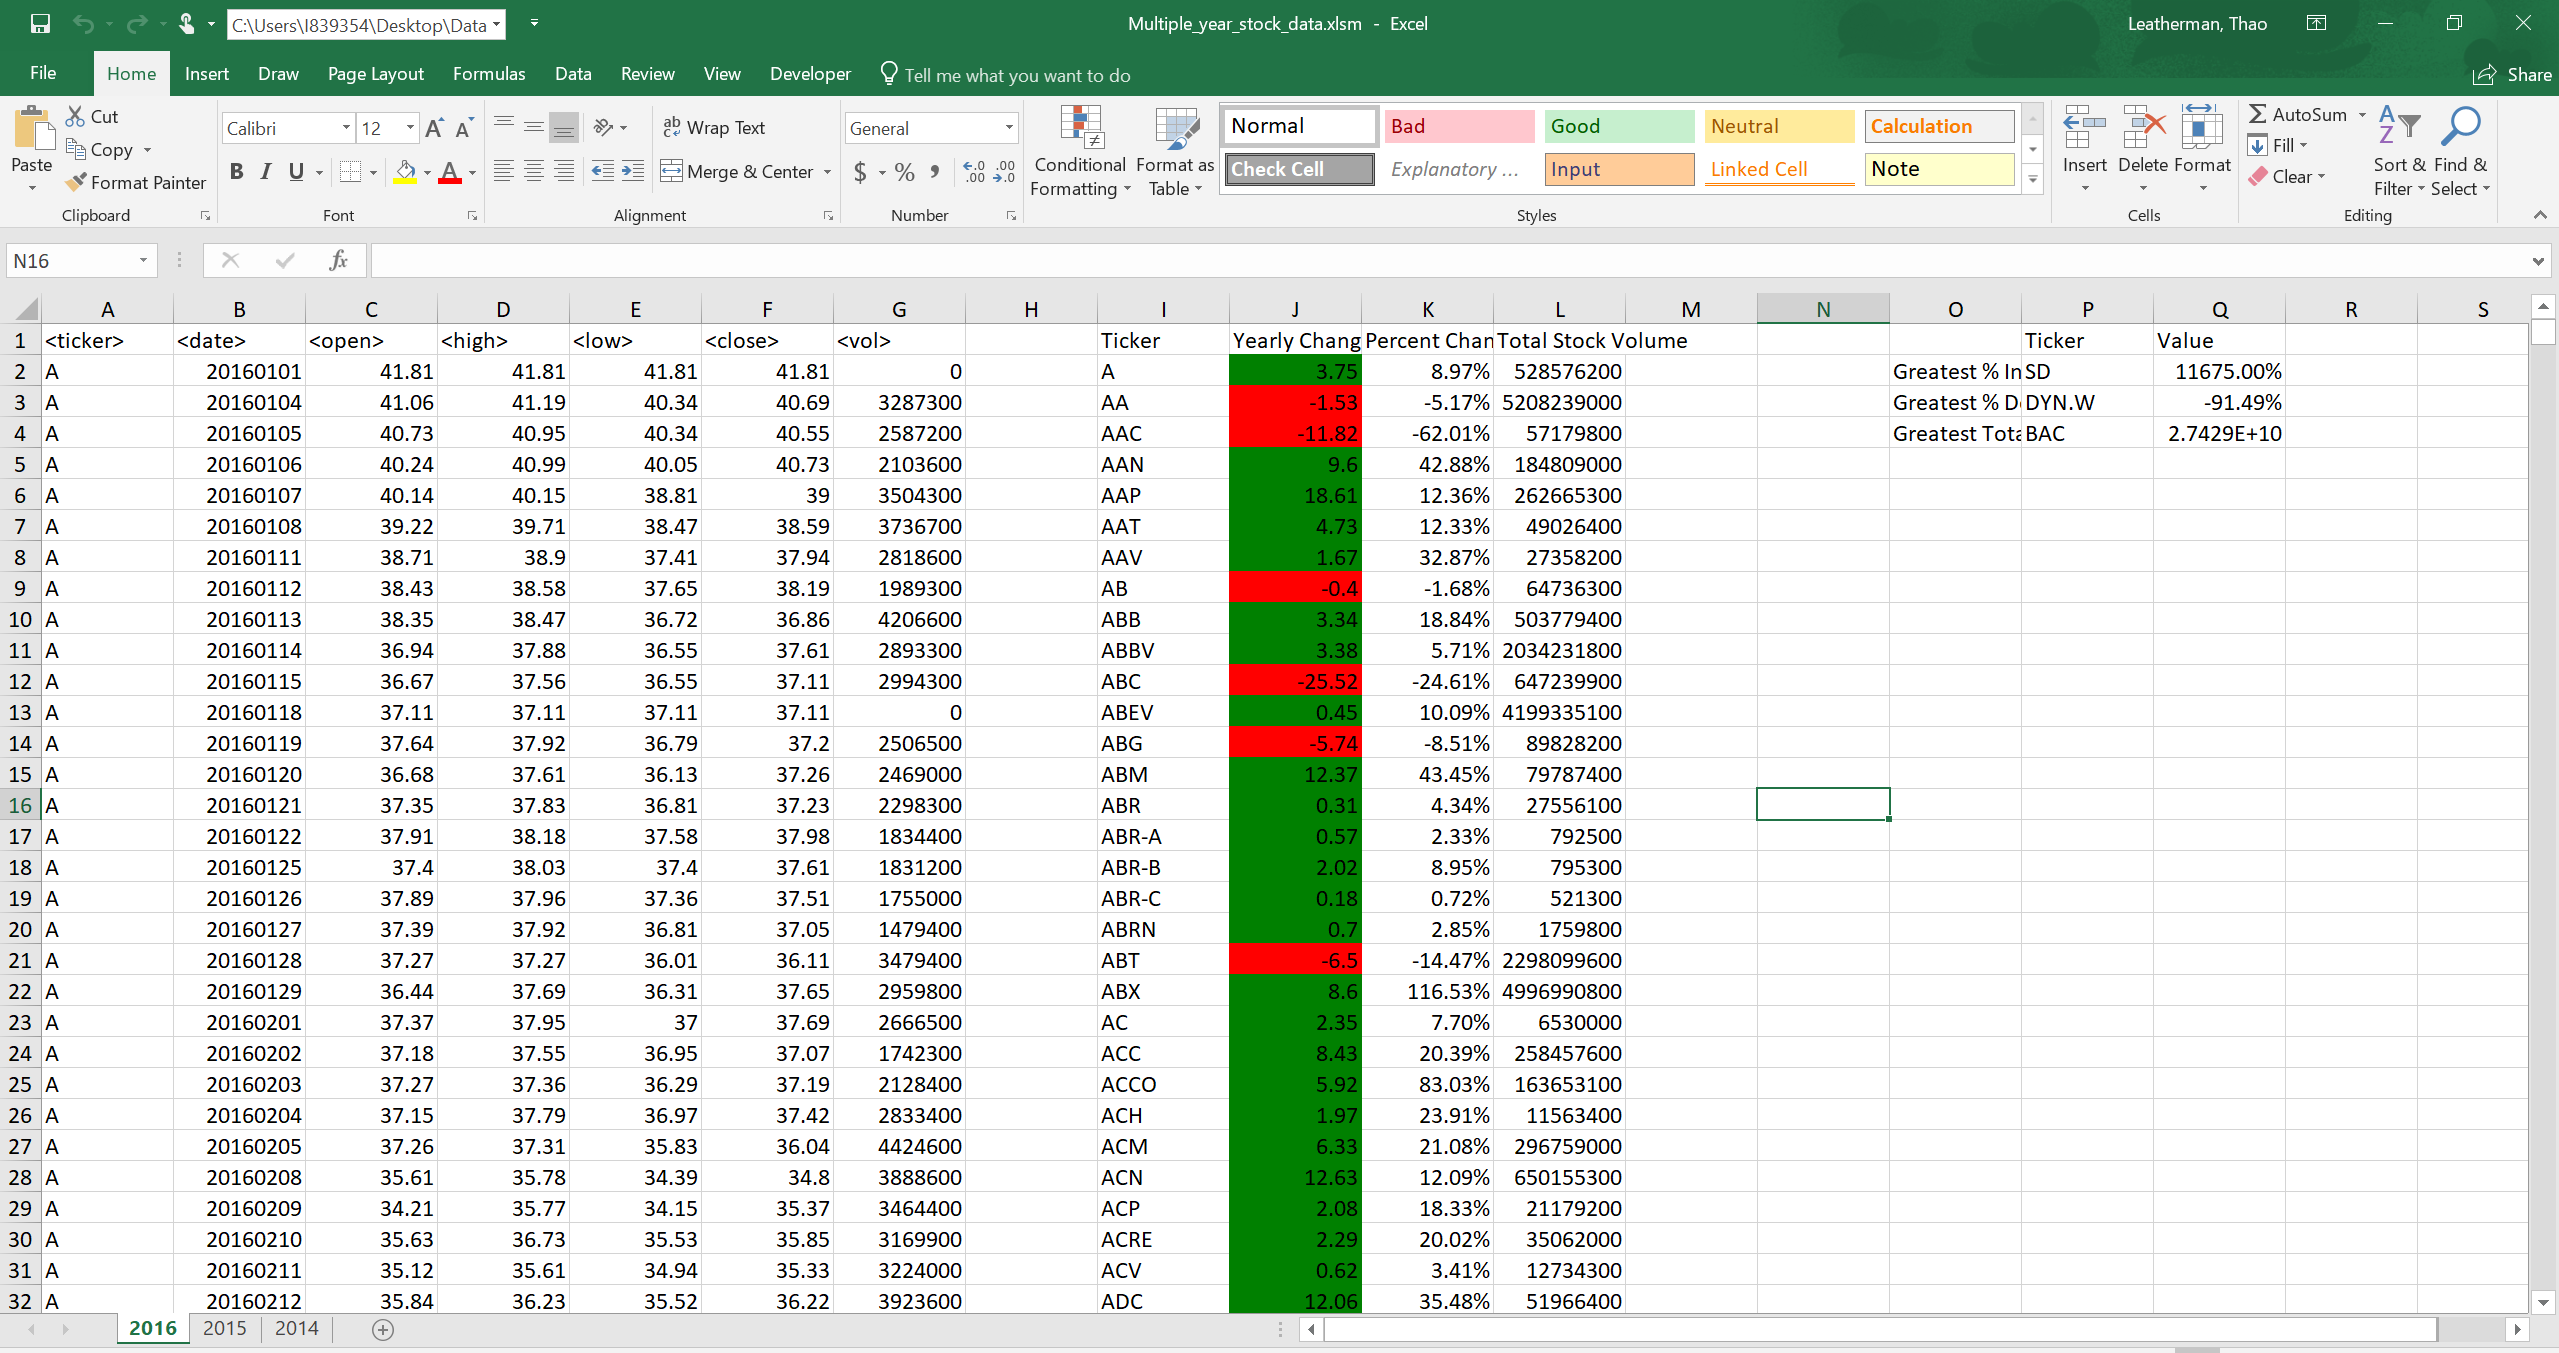 C:\Users\I839354\Desktop\Data
Multiple_year_stock_data.xlsm - Excel
Leatherman, Thao
File Home Insert Draw Page Layout Formulas Data Review View Developer Tell me what you want to do Share
Paste Cut Copy Format Painter Clipboard
Calibri 12 B I U A Font
Wrap Text Merge & Center Alignment
General $ % Number
Conditional Formatting Format as Table
Normal Bad Good Neutral Calculation
Check Cell Explanatory ... Input Linked Cell Note
Styles
Insert Delete Format Cells
AutoSum Fill Clear Sort & Filter Find & Select Editing
N16 fx
A B C D E F G H I J K L M N O P Q R S
1 <ticker> <date> <open> <high> <low> <close> <vol> Ticker Yearly Chang Percent Chan Total Stock Volume Ticker Value
2 A 20160101 41.81 41.81 41.81 41.81 0 A 3.75 8.97% 528576200 Greatest % In SD 11675.00%
3 A 20160104 41.06 41.19 40.34 40.69 3287300 AA -1.53 -5.17% 5208239000 Greatest % D DYN.W -91.49%
4 A 20160105 40.73 40.95 40.34 40.55 2587200 AAC -11.82 -62.01% 57179800 Greatest Tota BAC 2.7429E+10
5 A 20160106 40.24 40.99 40.05 40.73 2103600 AAN 9.6 42.88% 184809000
6 A 20160107 40.14 40.15 38.81 39 3504300 AAP 18.61 12.36% 262665300
7 A 20160108 39.22 39.71 38.47 38.59 3736700 AAT 4.73 12.33% 49026400
8 A 20160111 38.71 38.9 37.41 37.94 2818600 AAV 1.67 32.87% 27358200
9 A 20160112 38.43 38.58 37.65 38.19 1989300 AB -0.4 -1.68% 64736300
10 A 20160113 38.35 38.47 36.72 36.86 4206600 ABB 3.34 18.84% 503779400
11 A 20160114 36.94 37.88 36.55 37.61 2893300 ABBV 3.38 5.71% 2034231800
12 A 20160115 36.67 37.56 36.55 37.11 2994300 ABC -25.52 -24.61% 647239900
13 A 20160118 37.11 37.11 37.11 37.11 0 ABEV 0.45 10.09% 4199335100
14 A 20160119 37.64 37.92 36.79 37.2 2506500 ABG -5.74 -8.51% 89828200
15 A 20160120 36.68 37.61 36.13 37.26 2469000 ABM 12.37 43.45% 79787400
16 A 20160121 37.35 37.83 36.81 37.23 2298300 ABR 0.31 4.34% 27556100
17 A 20160122 37.91 38.18 37.58 37.98 1834400 ABR-A 0.57 2.33% 792500
18 A 20160125 37.4 38.03 37.4 37.61 1831200 ABR-B 2.02 8.95% 795300
19 A 20160126 37.89 37.96 37.36 37.51 1755000 ABR-C 0.18 0.72% 521300
20 A 20160127 37.39 37.92 36.81 37.05 1479400 ABRN 0.7 2.85% 1759800
21 A 20160128 37.27 37.27 36.01 36.11 3479400 ABT -6.5 -14.47% 2298099600
22 A 20160129 36.44 37.69 36.31 37.65 2959800 ABX 8.6 116.53% 4996990800
23 A 20160201 37.37 37.95 37 37.69 2666500 AC 2.35 7.70% 6530000
24 A 20160202 37.18 37.55 36.95 37.07 1742300 ACC 8.43 20.39% 258457600
25 A 20160203 37.27 37.36 36.29 37.19 2128400 ACCO 5.92 83.03% 163653100
26 A 20160204 37.15 37.79 36.97 37.42 2833400 ACH 1.97 23.91% 11563400
27 A 20160205 37.26 37.31 35.83 36.04 4424600 ACM 6.33 21.08% 296759000
28 A 20160208 35.61 35.78 34.39 34.8 3888600 ACN 12.63 12.09% 650155300
29 A 20160209 34.21 35.77 34.15 35.37 3464400 ACP 2.08 18.33% 21179200
30 A 20160210 35.63 36.73 35.53 35.85 3169900 ACRE 2.29 20.02% 35062000
31 A 20160211 35.12 35.61 34.94 35.33 3224000 ACV 0.62 3.41% 12734300
32 A 20160212 35.84 36.23 35.52 36.22 3923600 ADC 12.06 35.48% 51966400
2016 2015 2014